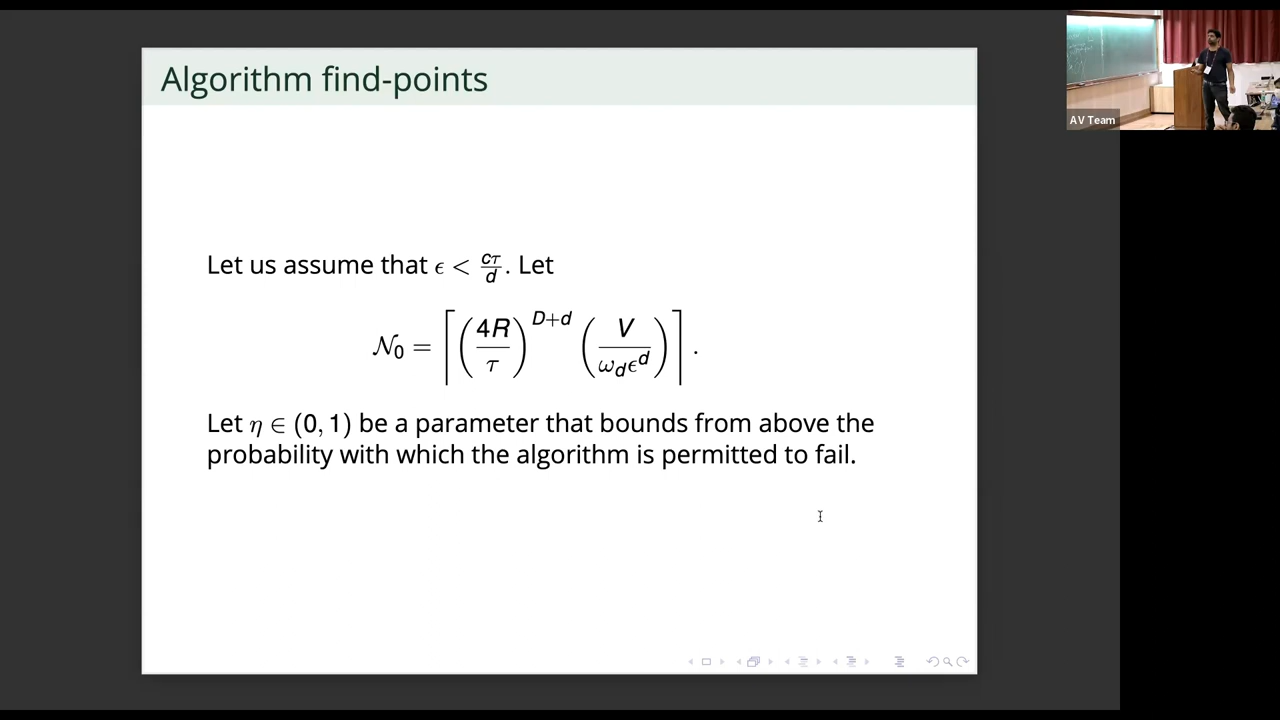 Algorithm find-points
AV Team
Let us assume that ϵ < cτ/d. Let
𝒩₀ = ⌈(4R/τ)^{D+d} (V/(ω_d ϵ^d))⌉.
Let η ∈ (0, 1) be a parameter that bounds from above the
probability with which the algorithm is permitted to fail.